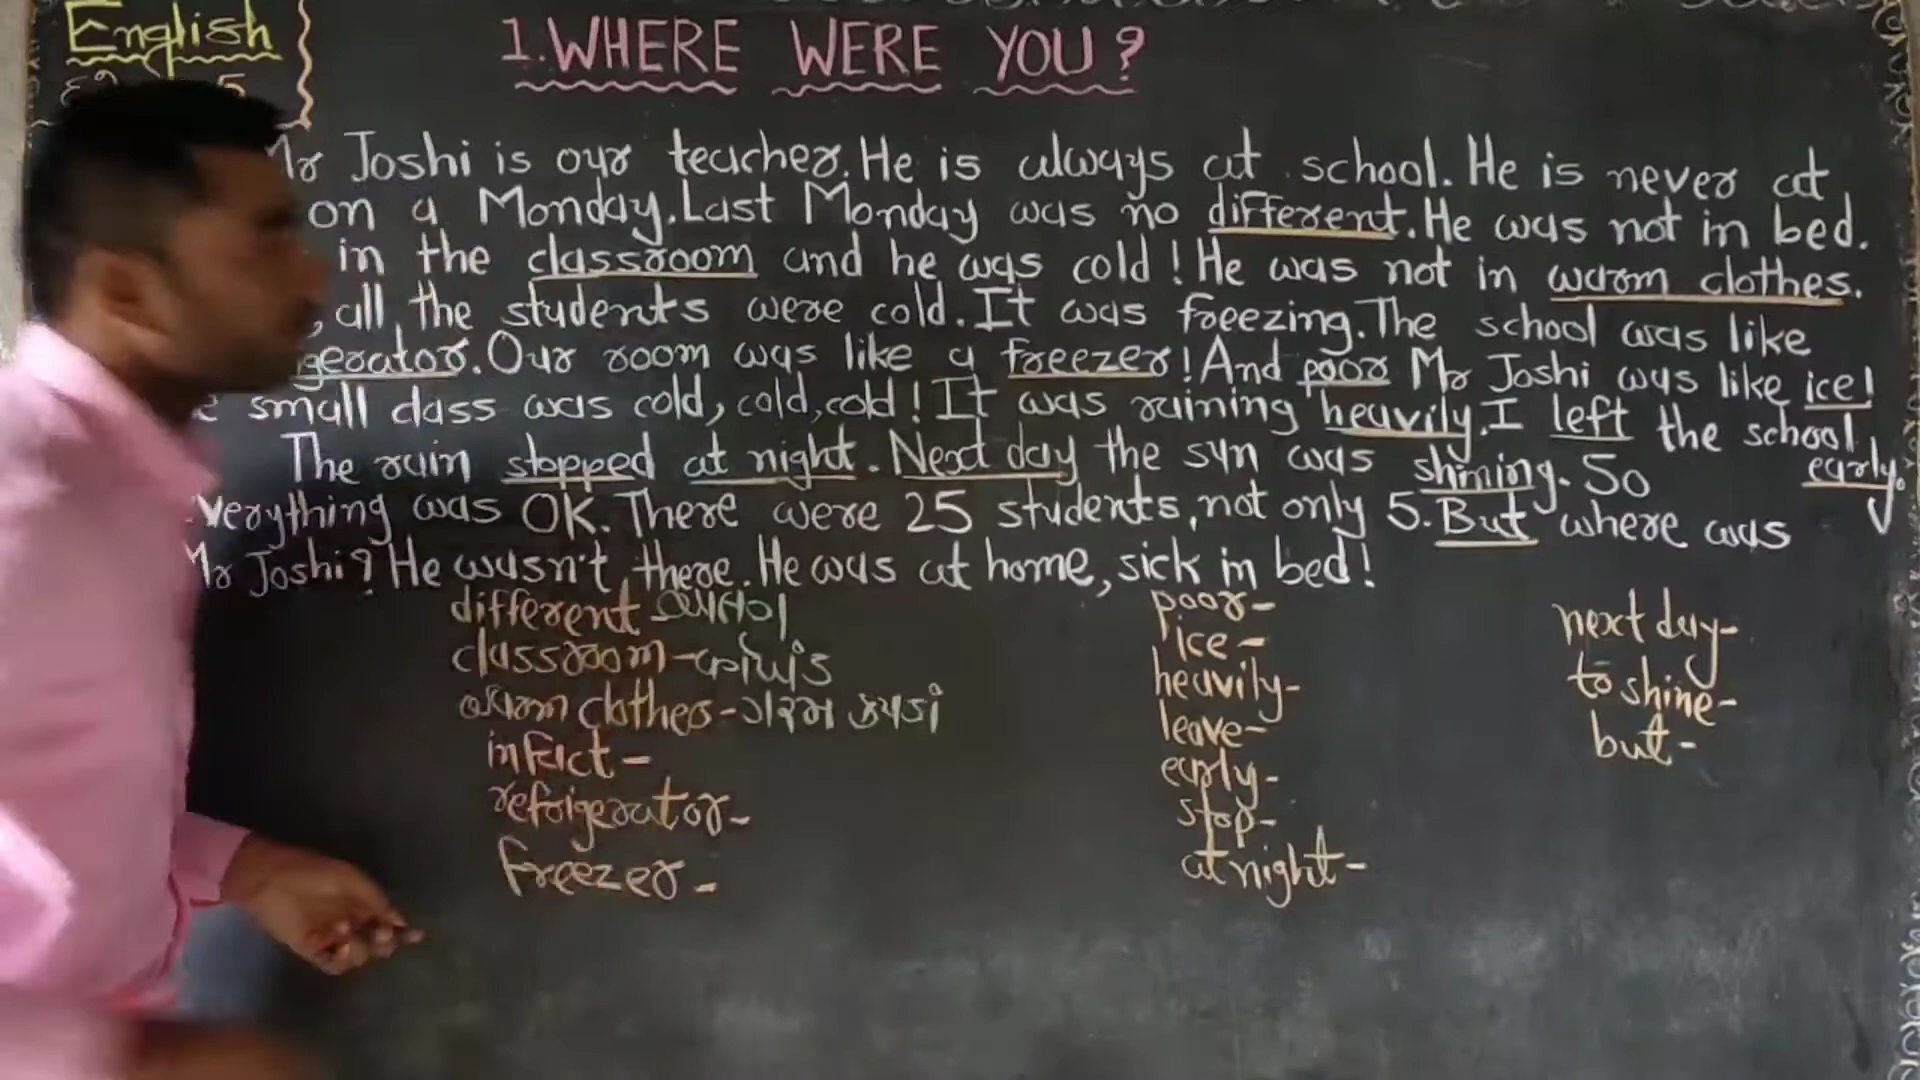 English
1. WHERE WERE YOU?
5
Mr Joshi is our teacher. He is always at school. He is never at
on a Monday. Last Monday was no different. He was not in bed.
in the classroom and he was cold! He was not in warm clothes.
, all the students were cold. It was freezing. The school was like
gerator. Our room was like a freezer! And poor Mr Joshi was like ice!
small class was cold, cold, cold! It was raining heavily. I left the school
early.
The rain stopped at night. Next day the sun was shining. So
verything was OK. There were 25 students, not only 5. But where was
Mr Joshi? He wasn't there. He was at home, sick in bed!
different -
classroom -
warm clothes - ગરમ કપડાં
infact -
refrigerator -
freezer -
poor -
ice -
heavily -
leave -
early -
stop -
at night -
next day -
to shine -
but -